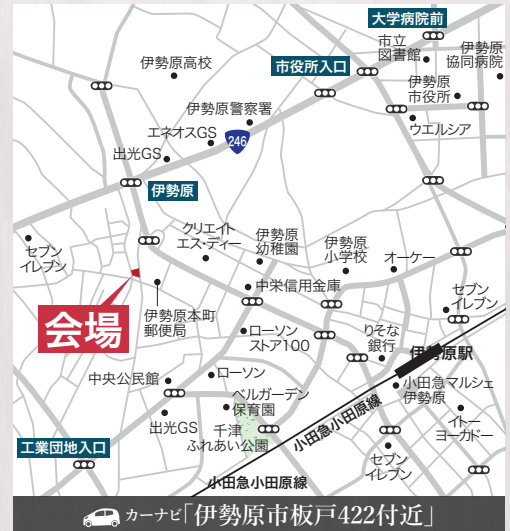 大学病院前
市立
図書館
伊勢原
協同病院
伊勢原高校
市役所入口
伊勢原
市役所
伊勢原警察署
ウエルシア
エネオスGS
246
出光GS
伊勢原
クリエイト
エス・ディー
伊勢原
幼稚園
伊勢原
小学校
オーケー
セブン
イレブン
中栄信用金庫
セブン
イレブン
会場
伊勢原本町
郵便局
ローソン
ストア100
りそな
銀行
伊勢原駅
中央公民館
ローソン
小田急マルシェ
伊勢原
ベルガーデン
保育園
出光GS
千津
ふれあい公園
小田急小田原線
イトー
ヨーカドー
工業団地入口
セブン
イレブン
小田急小田原線
カーナビ「伊勢原市板戸422付近」